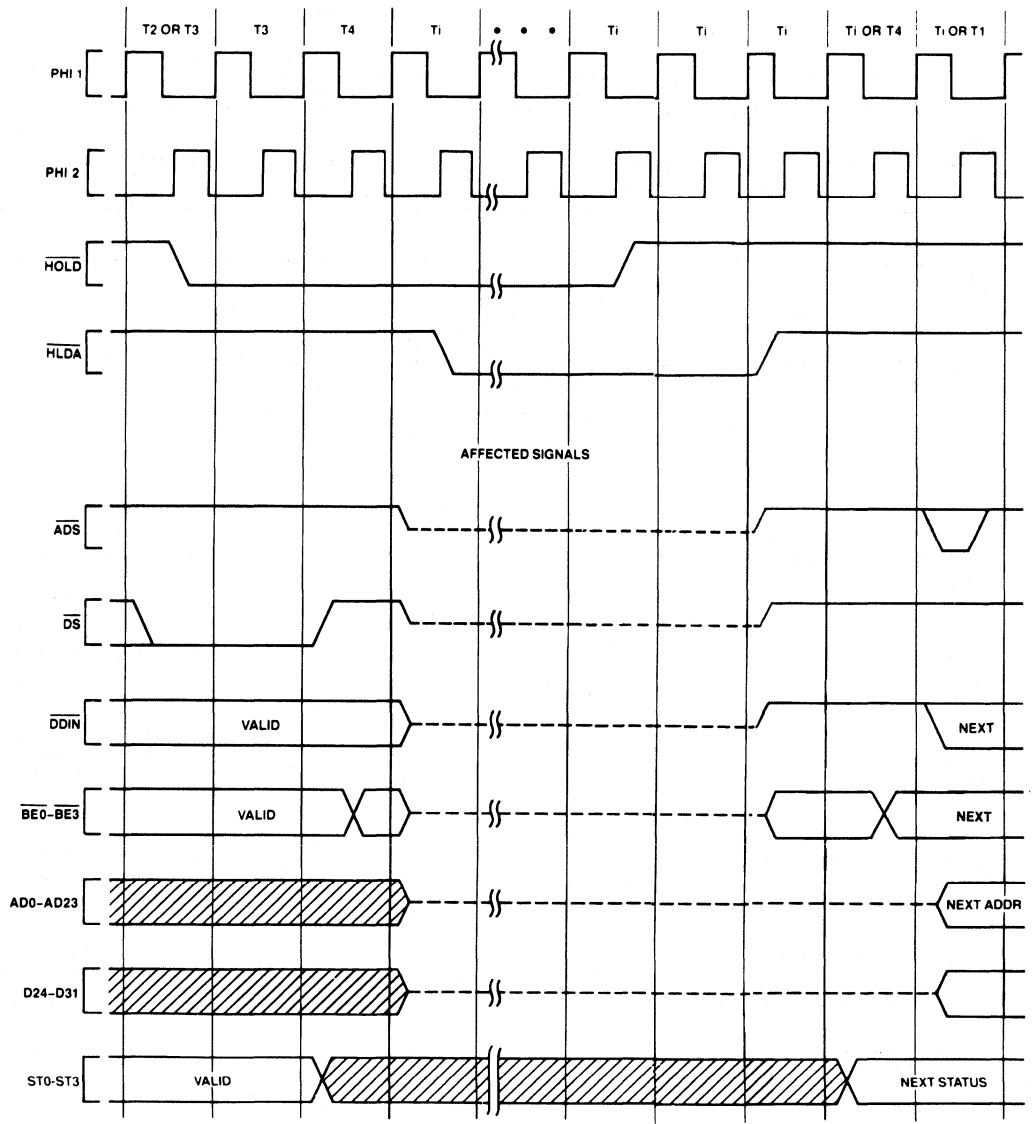 T2 OR T3 T3 T4 Ti • • • Ti Ti Ti Ti OR T4 Ti OR T1
PHI 1
PHI 2
HOLD
HLDA
AFFECTED SIGNALS
ADS
DS
DDIN VALID NEXT
BE0–BE3 VALID NEXT
AD0–AD23 NEXT ADDR
D24–D31
ST0-ST3 VALID NEXT STATUS